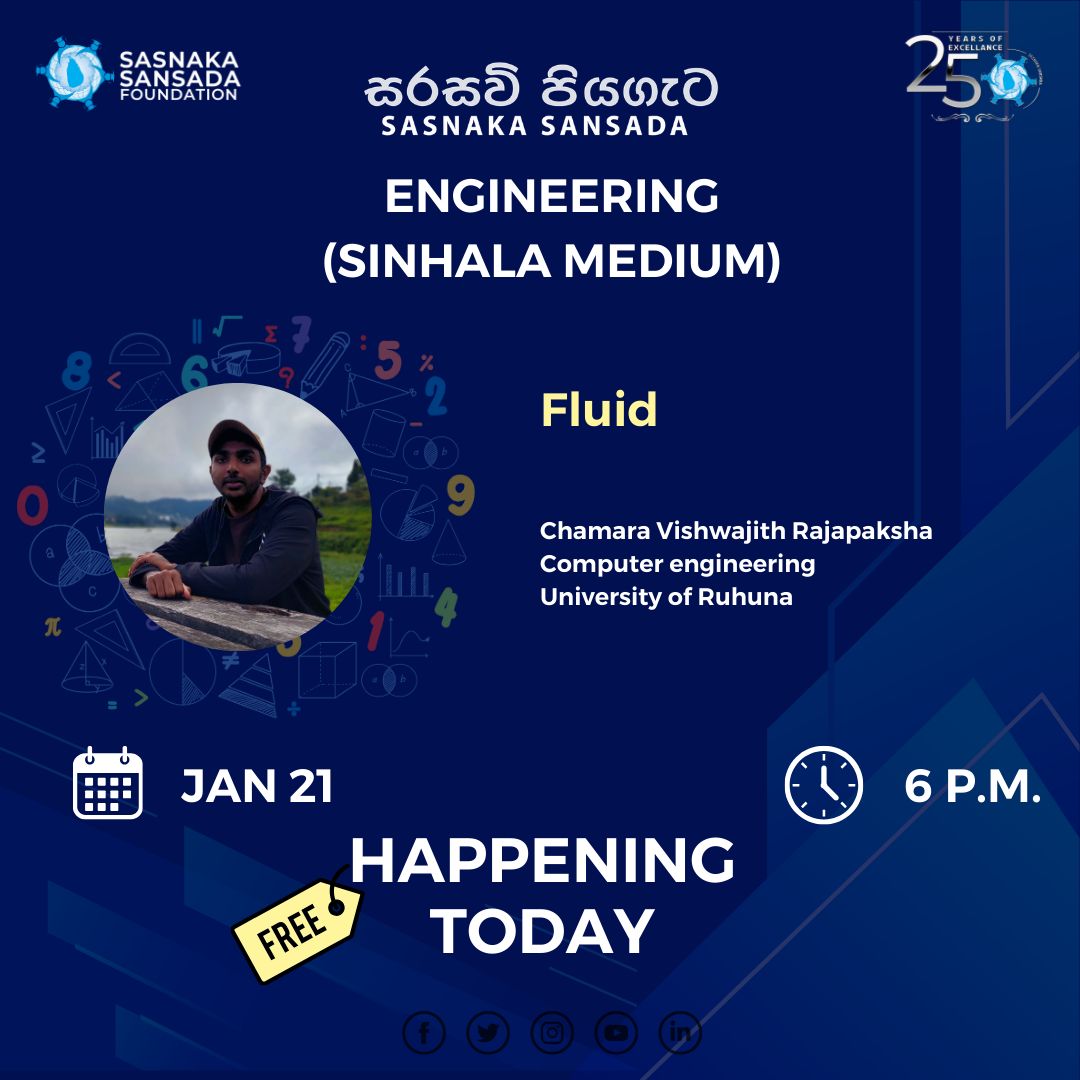 SASNAKA
SANSADA
FOUNDATION
සරසවි පියගැට
SASNAKA SANSADA
25
YEARS OF
EXCELLENCE
ENGINEERING
(SINHALA MEDIUM)
Fluid
Chamara Vishwajith Rajapaksha
Computer engineering
University of Ruhuna
JAN 21
6 P.M.
HAPPENING
TODAY
FREE